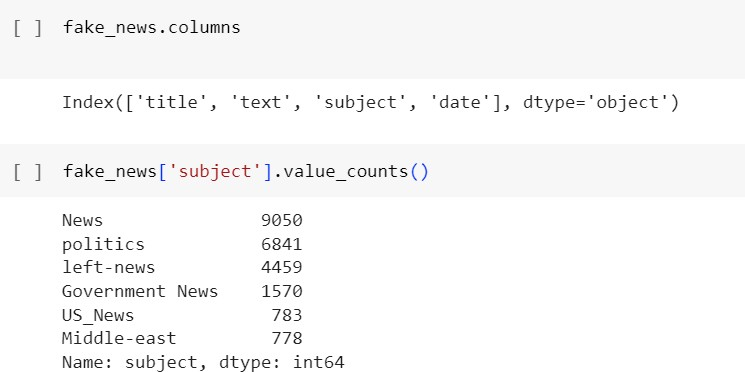 [ ] fake_news.columns
Index(['title', 'text', 'subject', 'date'], dtype='object')
[ ] fake_news['subject'].value_counts()
News 9050
politics 6841
left-news 4459
Government News 1570
US_News 783
Middle-east 778
Name: subject, dtype: int64